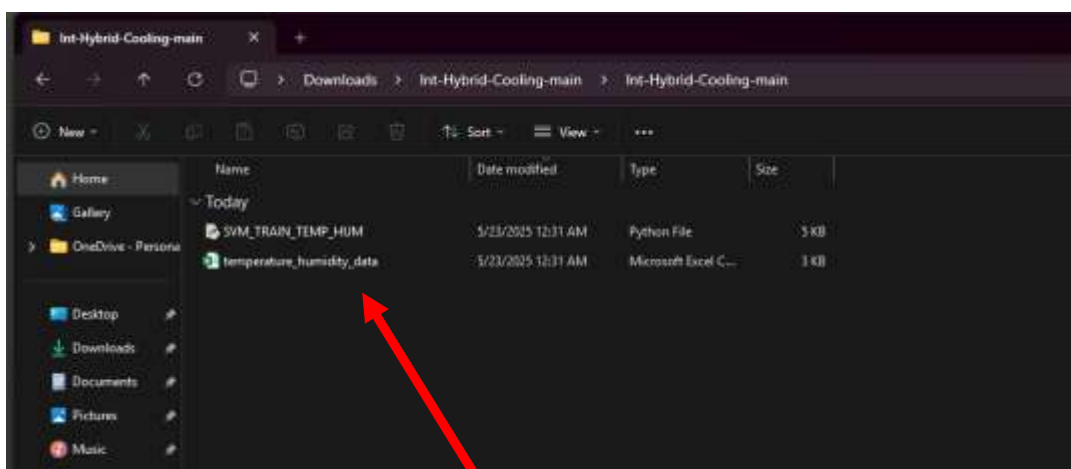 Int-Hybrid-Cooling-main
Downloads > Int-Hybrid-Cooling-main > Int-Hybrid-Cooling-main
New Sort View ...
Name Date modified Type Size
Home
Today
Gallery
SVM_TRAIN_TEMP_HUM 5/23/2025 12:31 AM Python File 5 KB
OneDrive - Persona
temperature_humidity_data 5/23/2025 12:31 AM Microsoft Excel C... 3 KB
Desktop
Downloads
Documents
Pictures
Music